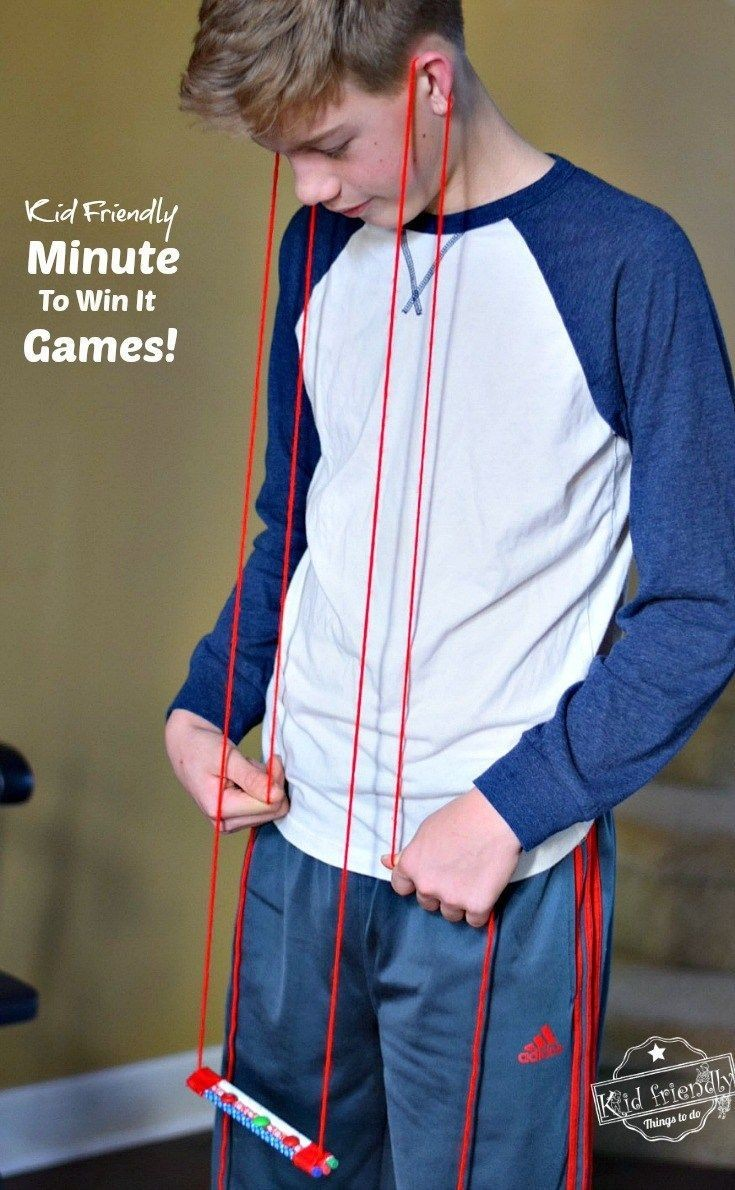 Kid Friendly
Minute
To Win It
Games!
adidas
Kid friendly
Things to do